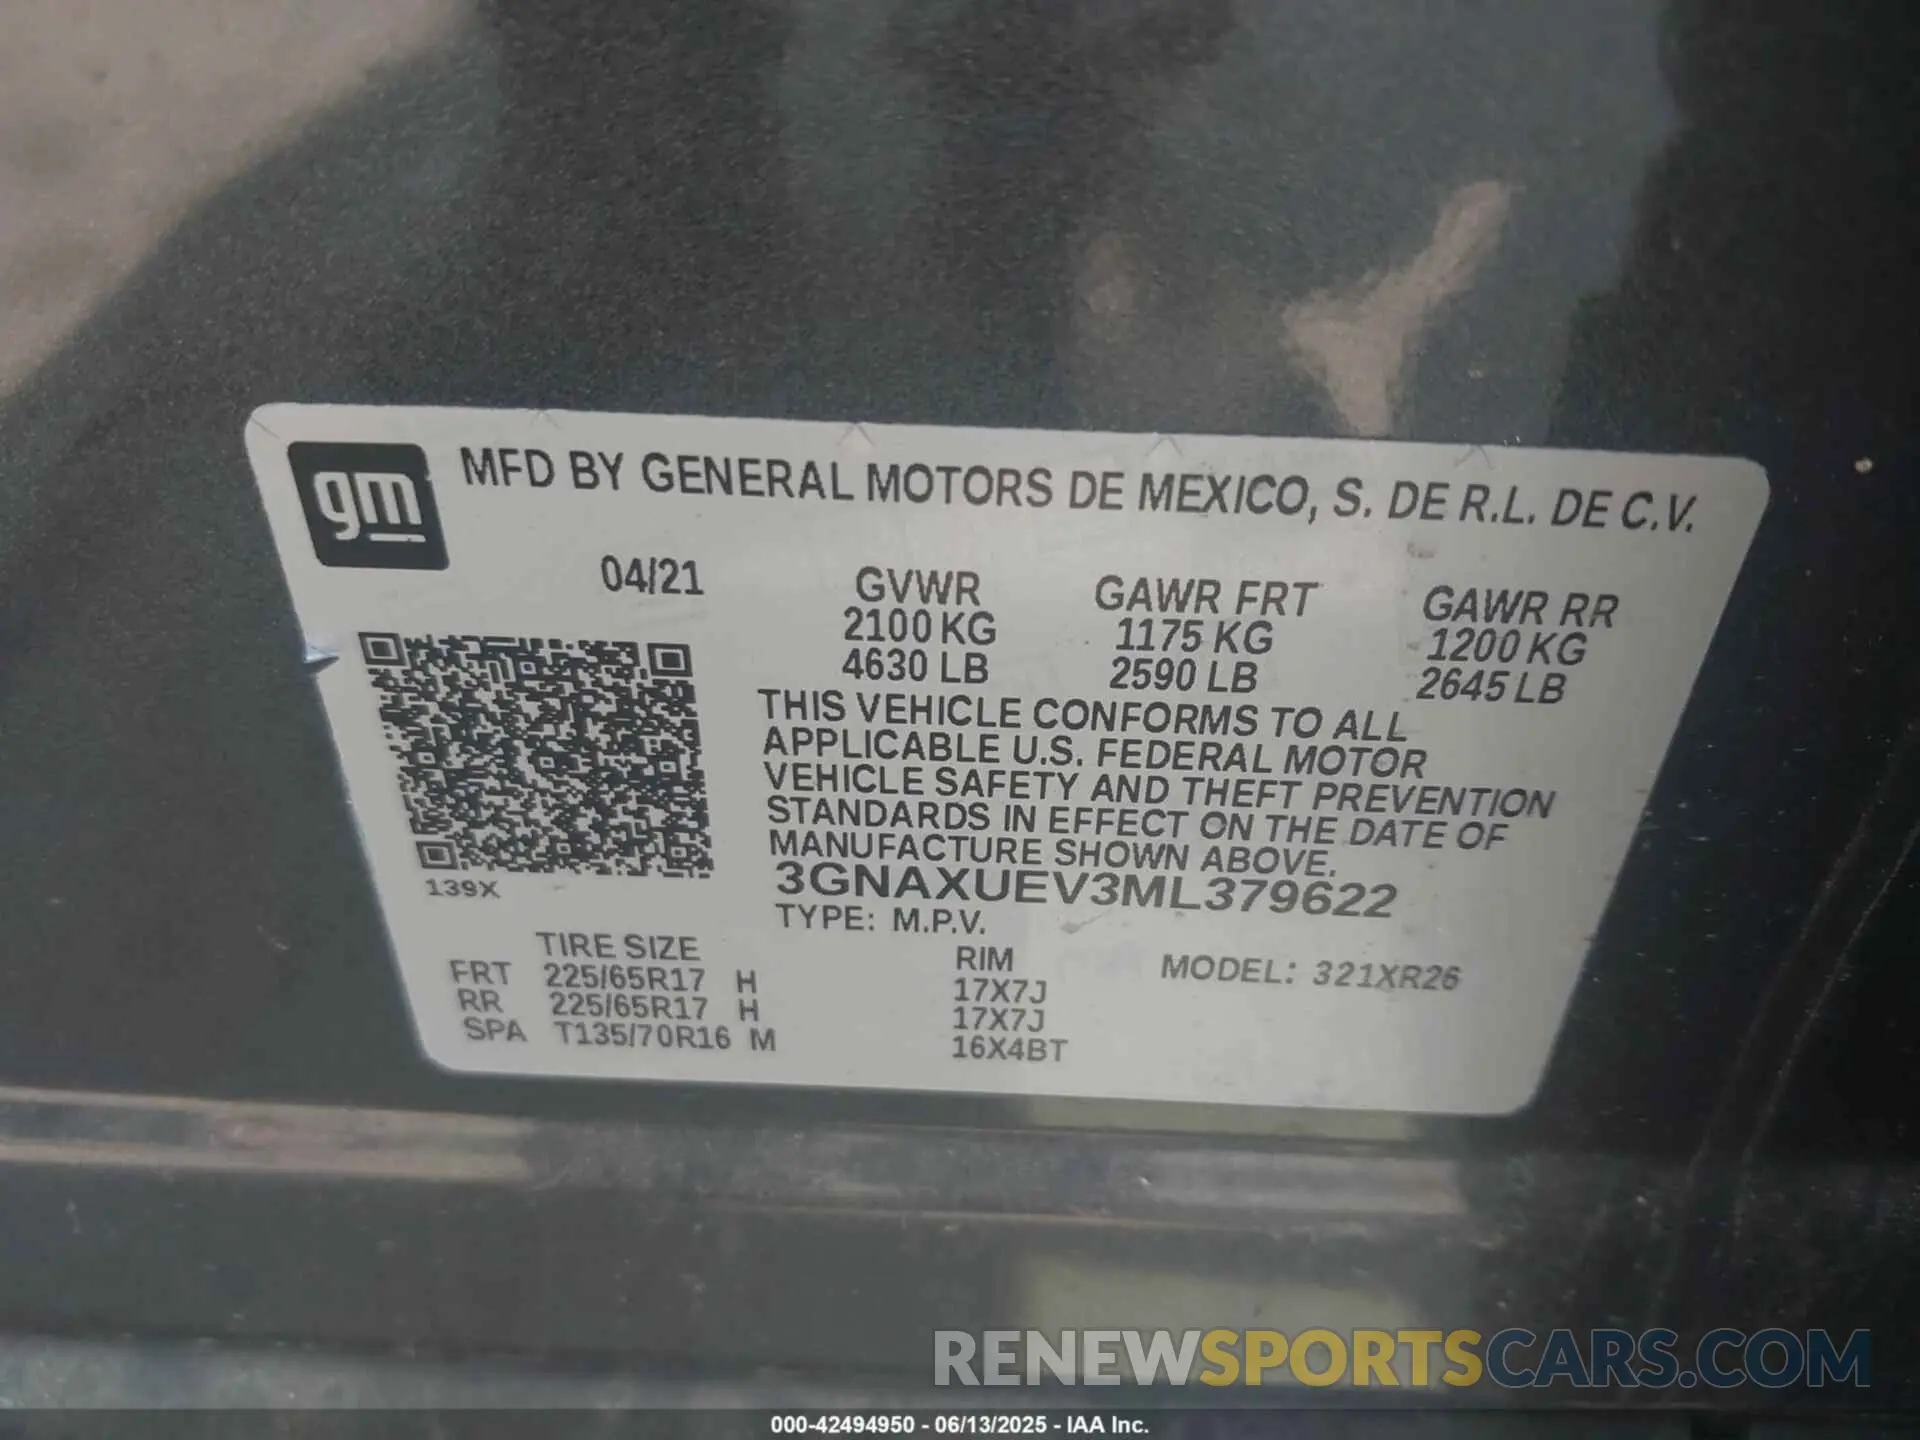 gm
MFD BY GENERAL MOTORS DE MEXICO, S. DE R.L. DE C.V.
04/21
GVWR GAWR FRT GAWR RR
2100 KG 1175 KG 1200 KG
4630 LB 2590 LB 2645 LB
THIS VEHICLE CONFORMS TO ALL
APPLICABLE U.S. FEDERAL MOTOR
VEHICLE SAFETY AND THEFT PREVENTION
STANDARDS IN EFFECT ON THE DATE OF
MANUFACTURE SHOWN ABOVE.
139X
3GNAXUEV3ML379622
TYPE: M.P.V.
TIRE SIZE RIM MODEL: 321XR26
FRT 225/65R17 H 17X7J
RR 225/65R17 H 17X7J
SPA T135/70R16 M 16X4BT
RENEWSPORTSCARS.COM
000-42494950 - 06/13/2025 - IAA Inc.